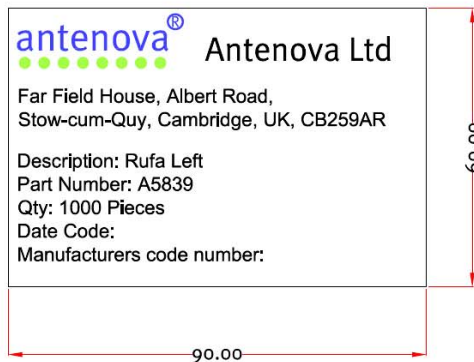 antenova®
Antenova Ltd
Far Field House, Albert Road,
Stow-cum-Quy, Cambridge, UK, CB259AR
Description: Rufa Left
Part Number: A5839
Qty: 1000 Pieces
Date Code:
Manufacturers code number:
90.00